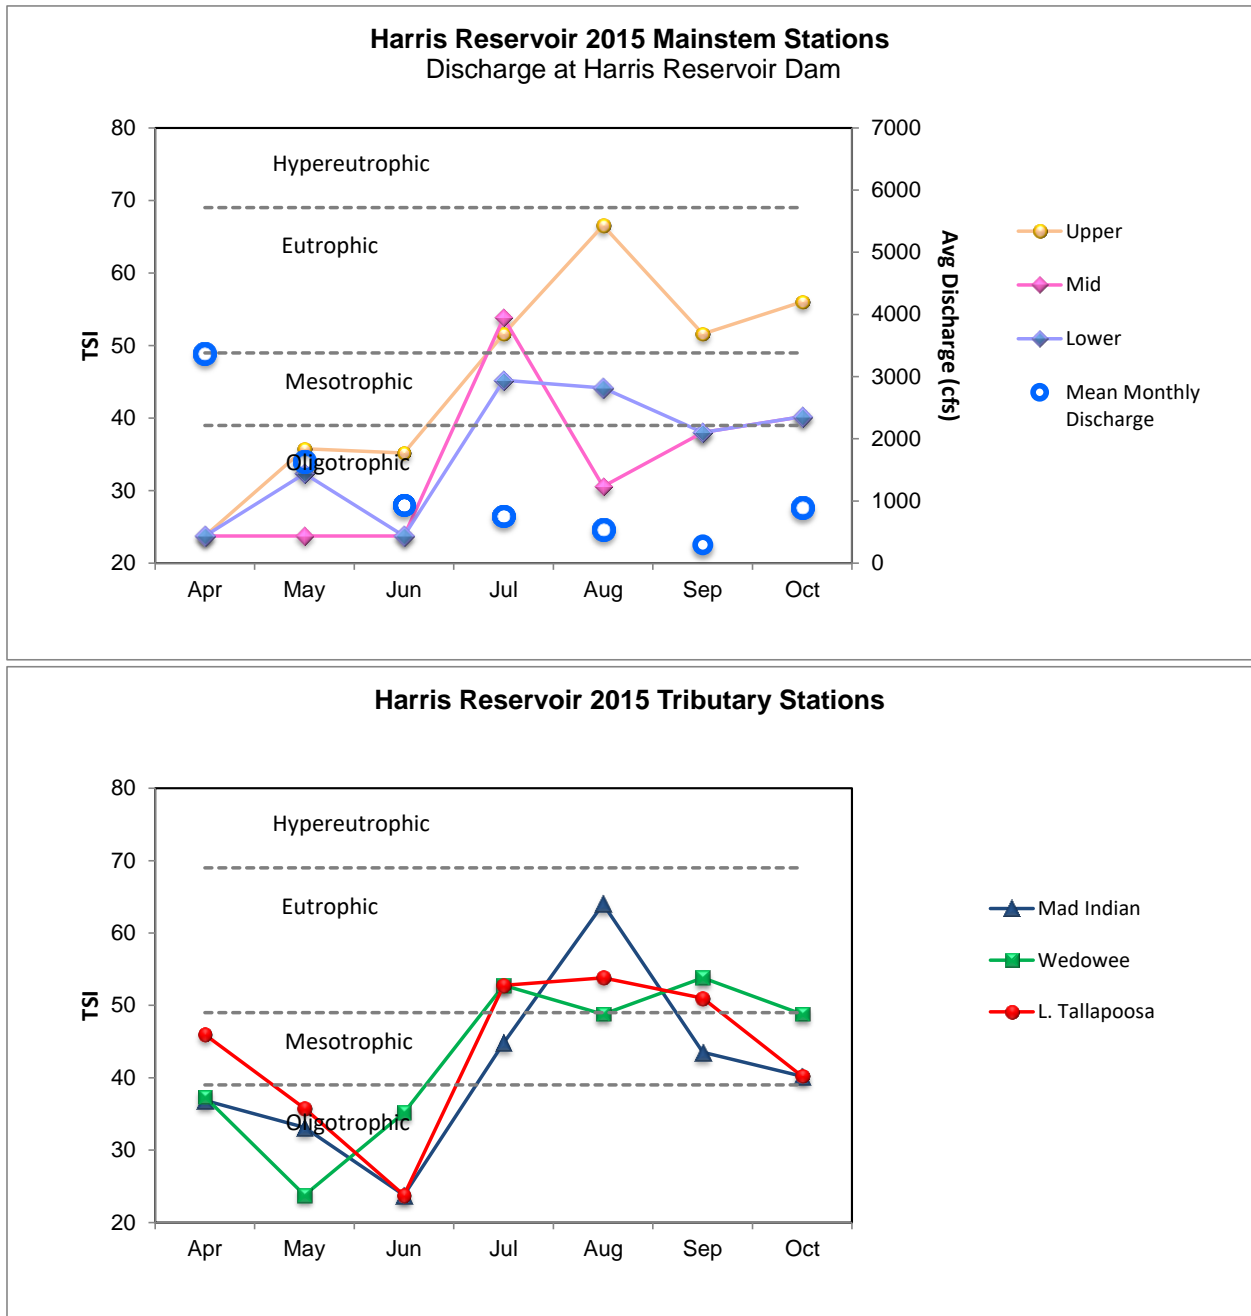 Harris Reservoir 2015 Mainstem Stations
Discharge at Harris Reservoir Dam
80
70
60
50
40
30
20
TSI
Hypereutrophic
Eutrophic
Mesotrophic
Oligotrophic
7000
6000
5000
4000
3000
2000
1000
0
Avg Discharge (cfs)
Apr May Jun Jul Aug Sep Oct
Upper
Mid
Lower
Mean Monthly
Discharge
Harris Reservoir 2015 Tributary Stations
80
70
60
50
40
30
20
TSI
Hypereutrophic
Eutrophic
Mesotrophic
Oligotrophic
Apr May Jun Jul Aug Sep Oct
Mad Indian
Wedowee
L. Tallapoosa